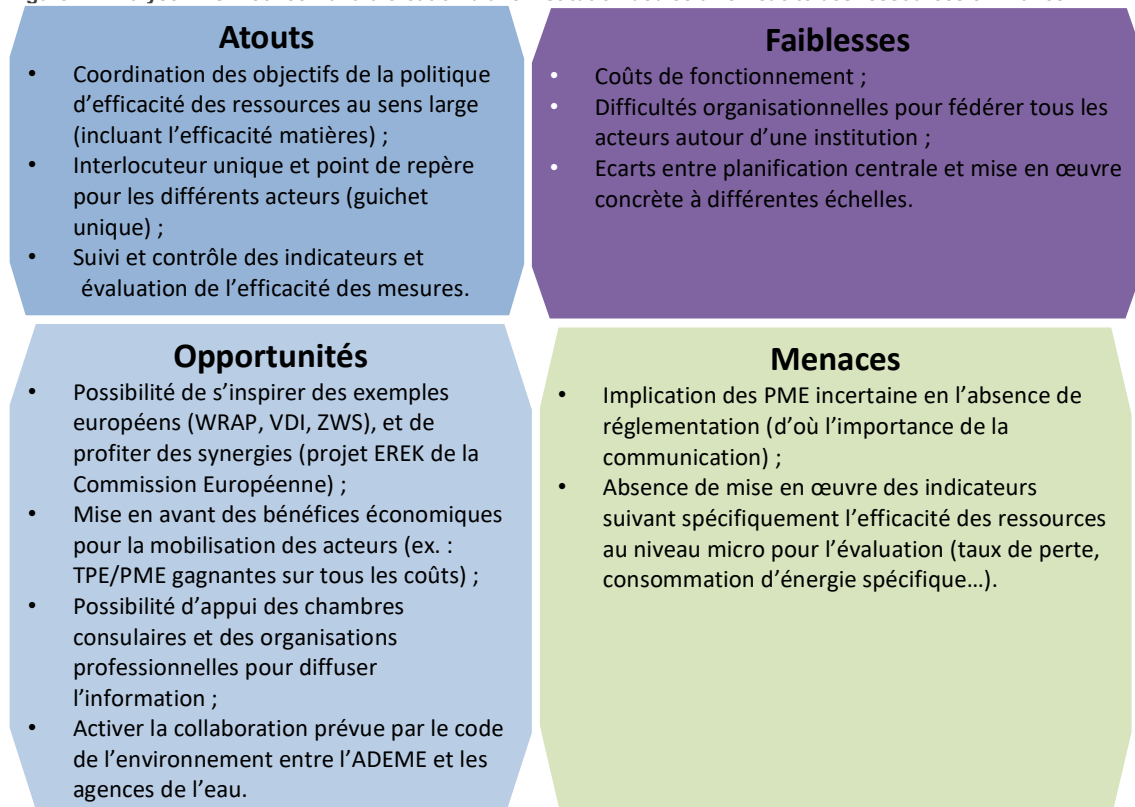 Atouts
• Coordination des objectifs de la politique
d’efficacité des ressources au sens large
(incluant l’efficacité matières) ;
• Interlocuteur unique et point de repère
pour les différents acteurs (guichet
unique) ;
• Suivi et contrôle des indicateurs et
évaluation de l’efficacité des mesures.
Faiblesses
• Coûts de fonctionnement ;
• Difficultés organisationnelles pour fédérer tous les
acteurs autour d’une institution ;
• Ecarts entre planification centrale et mise en œuvre
concrète à différentes échelles.
Opportunités
• Possibilité de s’inspirer des exemples
européens (WRAP, VDI, ZWS), et de
profiter des synergies (projet EREK de la
Commission Européenne) ;
• Mise en avant des bénéfices économiques
pour la mobilisation des acteurs (ex. :
TPE/PME gagnantes sur tous les coûts) ;
• Possibilité d’appui des chambres
consulaires et des organisations
professionnelles pour diffuser
l’information ;
• Activer la collaboration prévue par le code
de l’environnement entre l’ADEME et les
agences de l’eau.
Menaces
• Implication des PME incertaine en l’absence de
réglementation (d’où l’importance de la
communication) ;
• Absence de mise en œuvre des indicateurs
suivant spécifiquement l’efficacité des ressources
au niveau micro pour l’évaluation (taux de perte,
consommation d’énergie spécifique…).